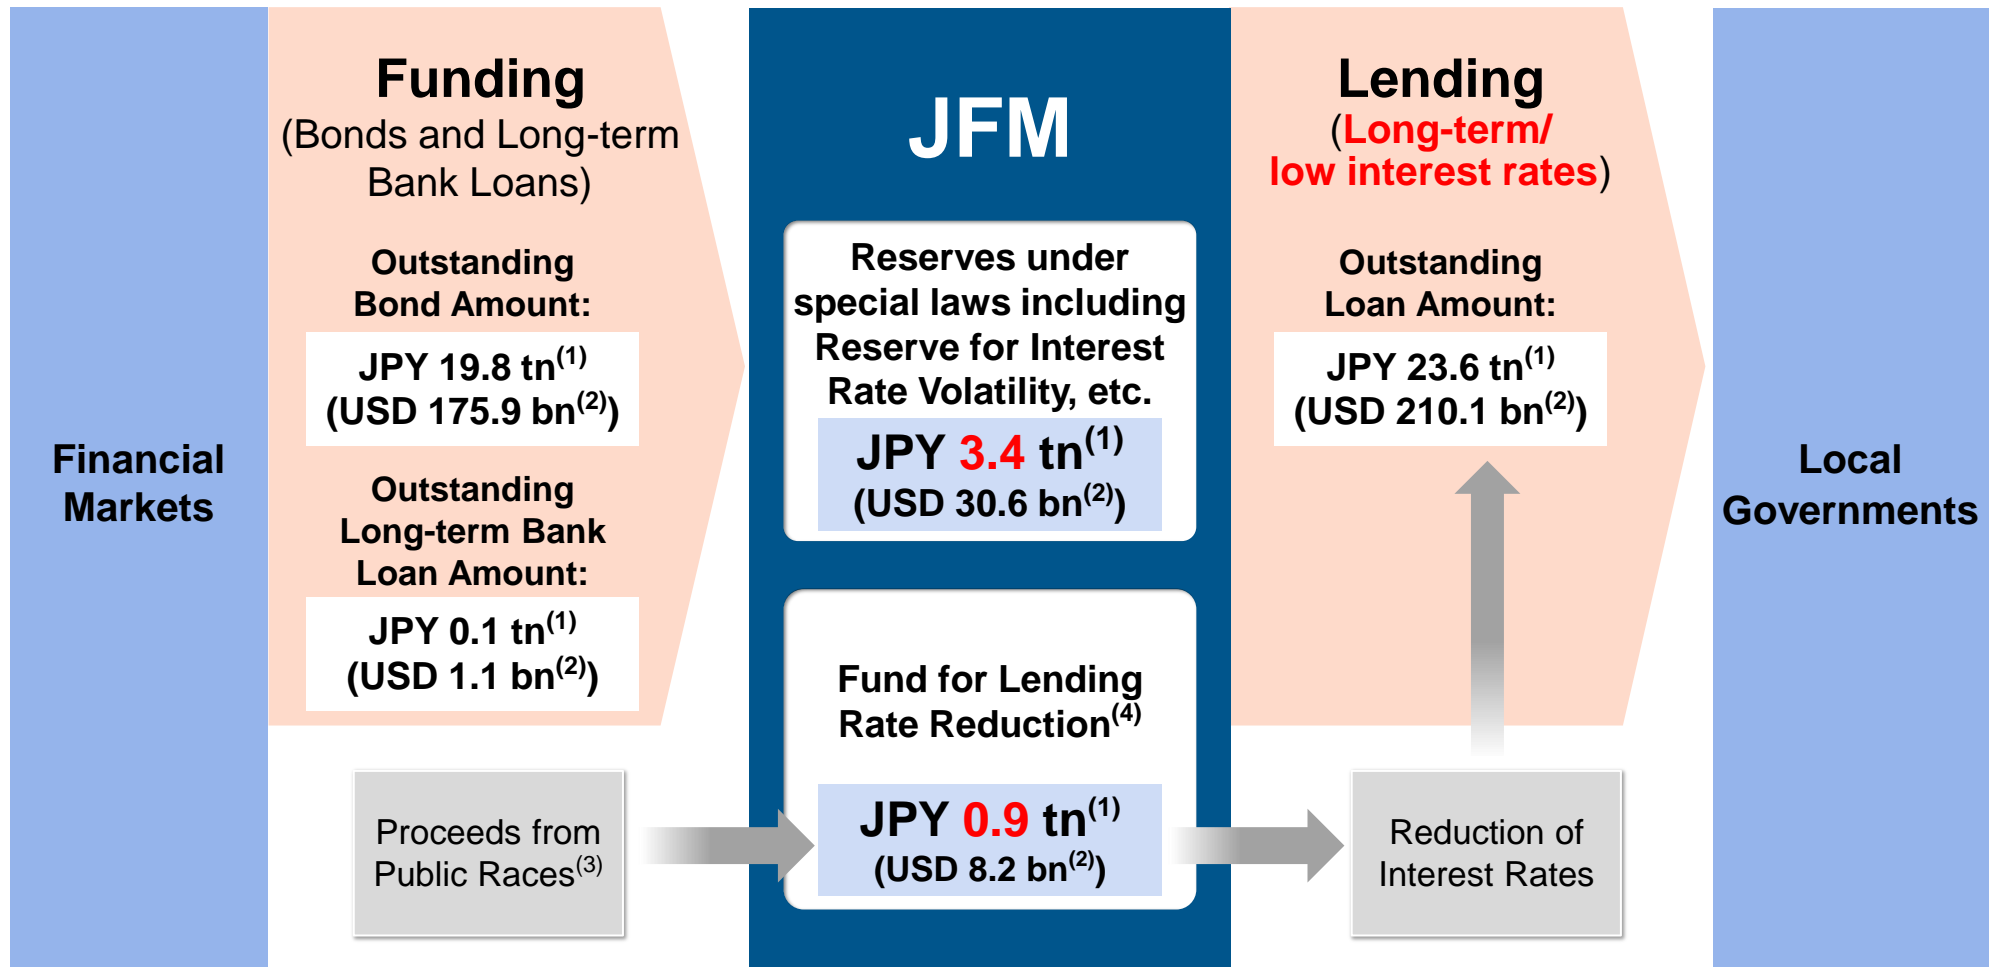 Financial
Markets
Funding
(Bonds and Long-term
Bank Loans)
Outstanding
Bond Amount:
JPY 19.8 tn(1)
(USD 175.9 bn(2))
Outstanding
Long-term Bank
Loan Amount:
JPY 0.1 tn(1)
(USD 1.1 bn(2))
Proceeds from
Public Races(3)
JFM
Reserves under
special laws including
Reserve for Interest
Rate Volatility, etc.
JPY 3.4 tn(1)
(USD 30.6 bn(2))
Fund for Lending
Rate Reduction(4)
JPY 0.9 tn(1)
(USD 8.2 bn(2))
Lending
(Long-term/
low interest rates)
Outstanding
Loan Amount:
JPY 23.6 tn(1)
(USD 210.1 bn(2))
Reduction of
Interest Rates
Local
Governments